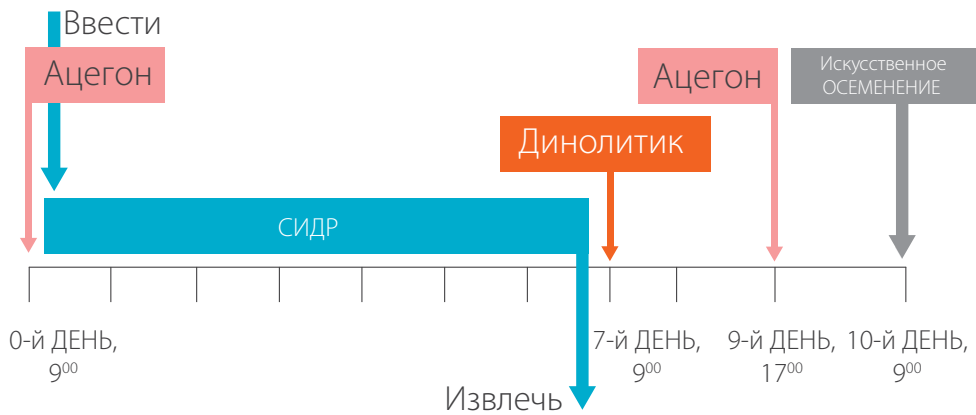 Ввести
Ацегон
Ацегон
Искусственное
ОСЕМЕНЕНИЕ
Динолитик
СИДР
0-й ДЕНЬ,
9⁰⁰
7-й ДЕНЬ,
9⁰⁰
9-й ДЕНЬ,
17⁰⁰
10-й ДЕНЬ,
9⁰⁰
Извлечь